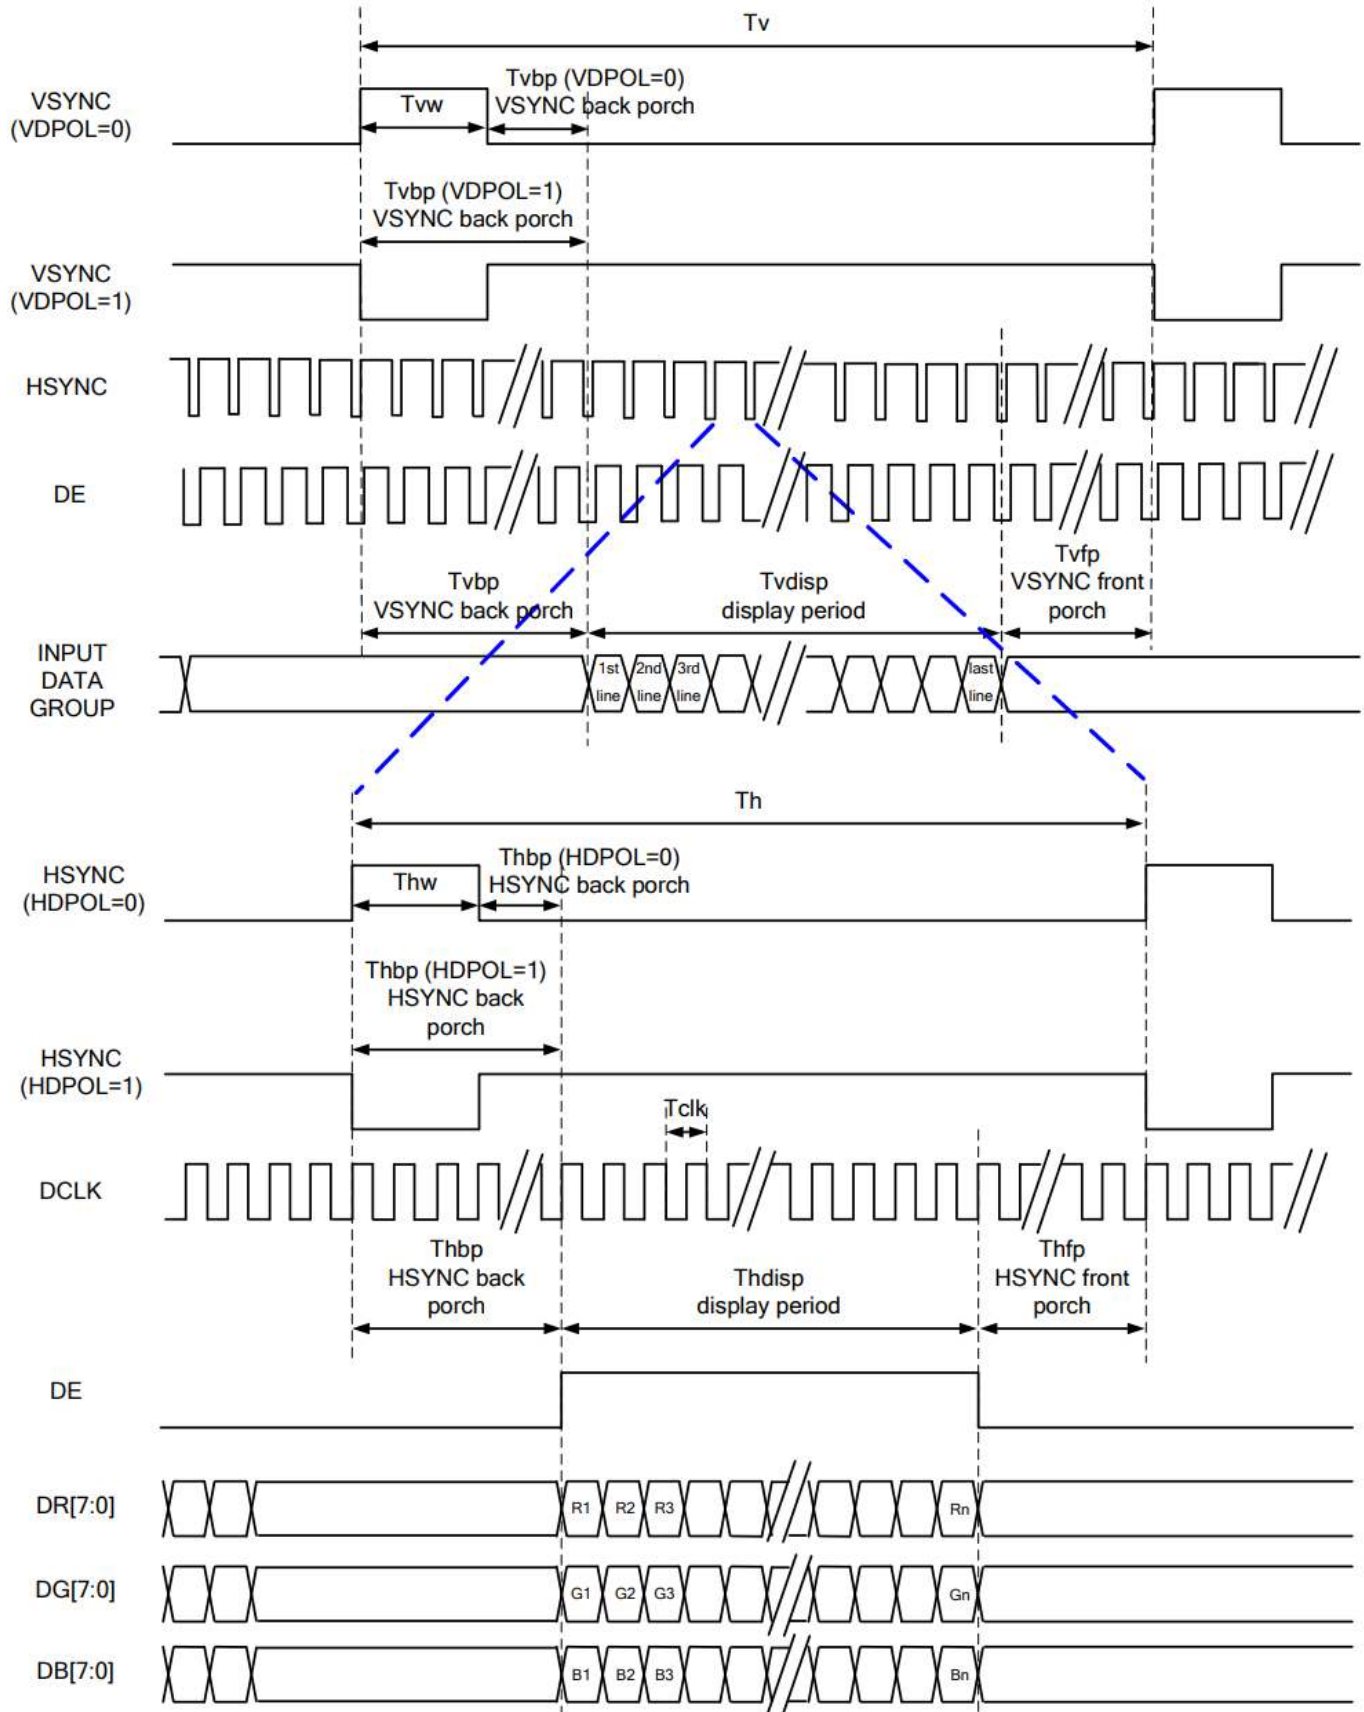 Tv
Tvbp (VDPOL=0)
VSYNC back porch
Tvw
VSYNC
(VDPOL=0)
Tvbp (VDPOL=1)
VSYNC back porch
VSYNC
(VDPOL=1)
HSYNC
DE
Tvbp
VSYNC back porch
Tvdisp
display period
Tvfp
VSYNC front
porch
INPUT
DATA
GROUP
1st
line
2nd
line
3rd
line
last
line
Th
Thbp (HDPOL=0)
HSYNC back porch
Thw
HSYNC
(HDPOL=0)
Thbp (HDPOL=1)
HSYNC back
porch
HSYNC
(HDPOL=1)
Tclk
DCLK
Thbp
HSYNC back
porch
Thdisp
display period
Thfp
HSYNC front
porch
DE
DR[7:0]
R1 R2 R3 Rn
DG[7:0]
G1 G2 G3 Gn
DB[7:0]
B1 B2 B3 Bn